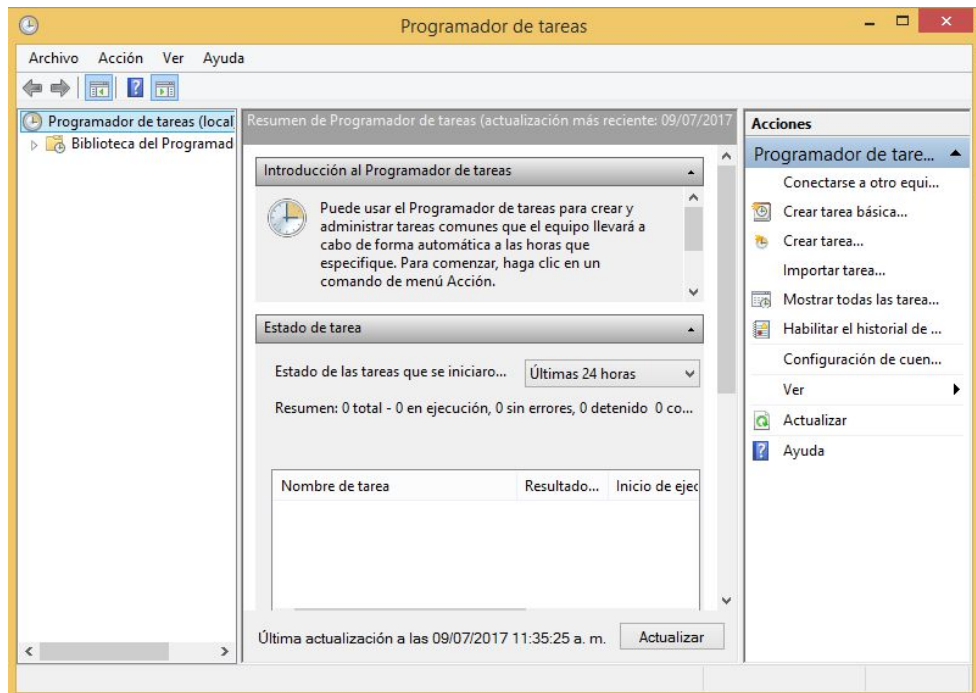 Programador de tareas
Archivo Acción Ver Ayuda
Programador de tareas (local
Biblioteca del Programad
Resumen de Programador de tareas (actualización más reciente: 09/07/2017
Introducción al Programador de tareas
Puede usar el Programador de tareas para crear y
administrar tareas comunes que el equipo llevará a
cabo de forma automática a las horas que
especifique. Para comenzar, haga clic en un
comando de menú Acción.
Estado de tarea
Estado de las tareas que se iniciaro... Últimas 24 horas
Resumen: 0 total - 0 en ejecución, 0 sin errores, 0 detenido 0 co...
Nombre de tarea Resultado... Inicio de ejec
Última actualización a las 09/07/2017 11:35:25 a. m. Actualizar
Acciones
Programador de tare...
Conectarse a otro equi...
Crear tarea básica...
Crear tarea...
Importar tarea...
Mostrar todas las tarea...
Habilitar el historial de ...
Configuración de cuen...
Ver
Actualizar
Ayuda